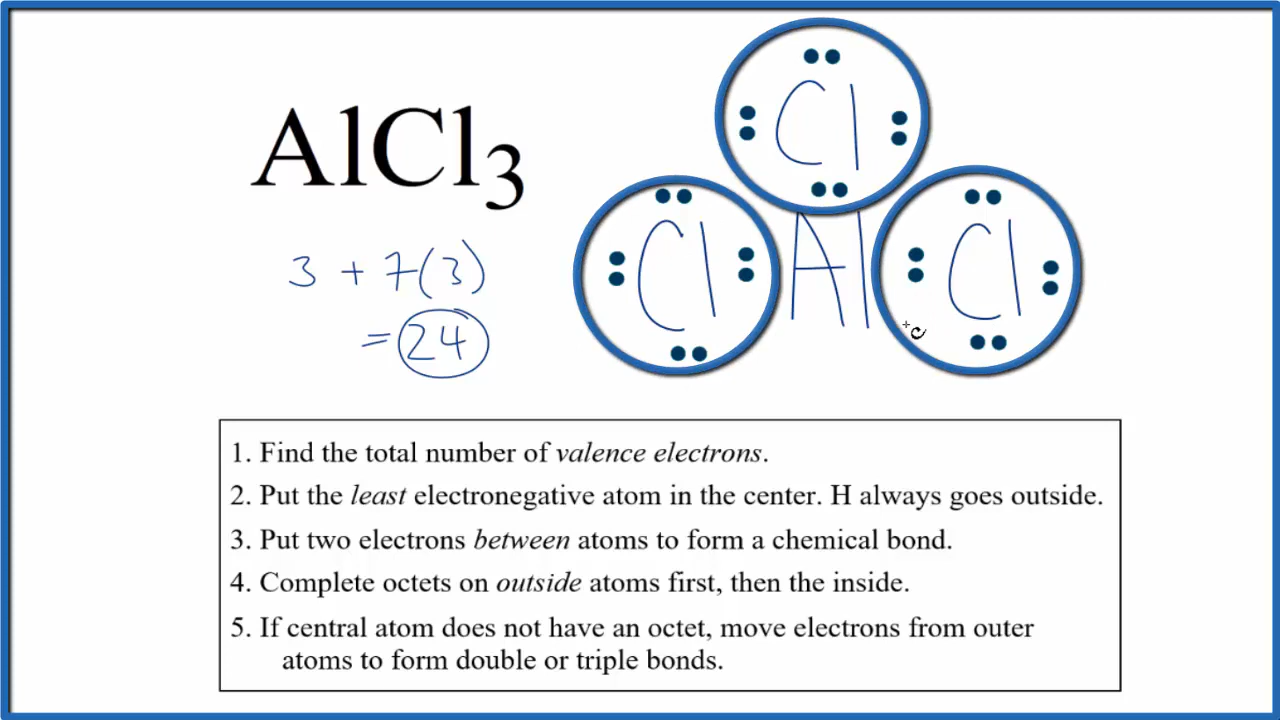 AlCl3
3 + 7(3)
= 24
Cl
Cl Al Cl
1. Find the total number of valence electrons.
2. Put the least electronegative atom in the center. H always goes outside.
3. Put two electrons between atoms to form a chemical bond.
4. Complete octets on outside atoms first, then the inside.
5. If central atom does not have an octet, move electrons from outer
atoms to form double or triple bonds.